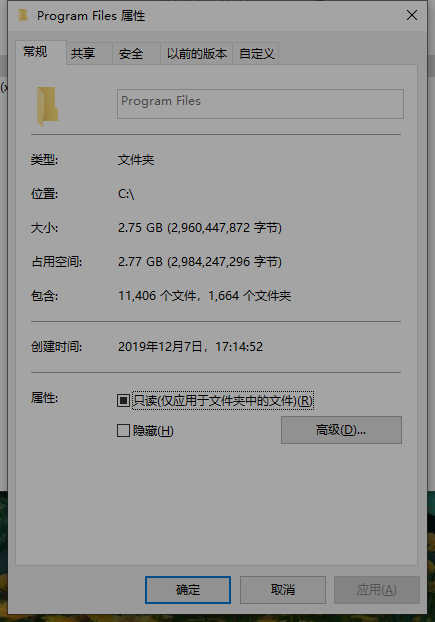 Program Files 属性
常规 共享 安全 以前的版本 自定义
(x
Program Files
类型: 文件夹
位置: C:\
大小: 2.75 GB (2,960,447,872 字节)
占用空间: 2.77 GB (2,984,247,296 字节)
包含: 11,406 个文件，1,664 个文件夹
创建时间: 2019年12月7日，17:14:52
属性: 只读(仅应用于文件夹中的文件)(R)
隐藏(H) 高级(D)...
确定 取消 应用(A)